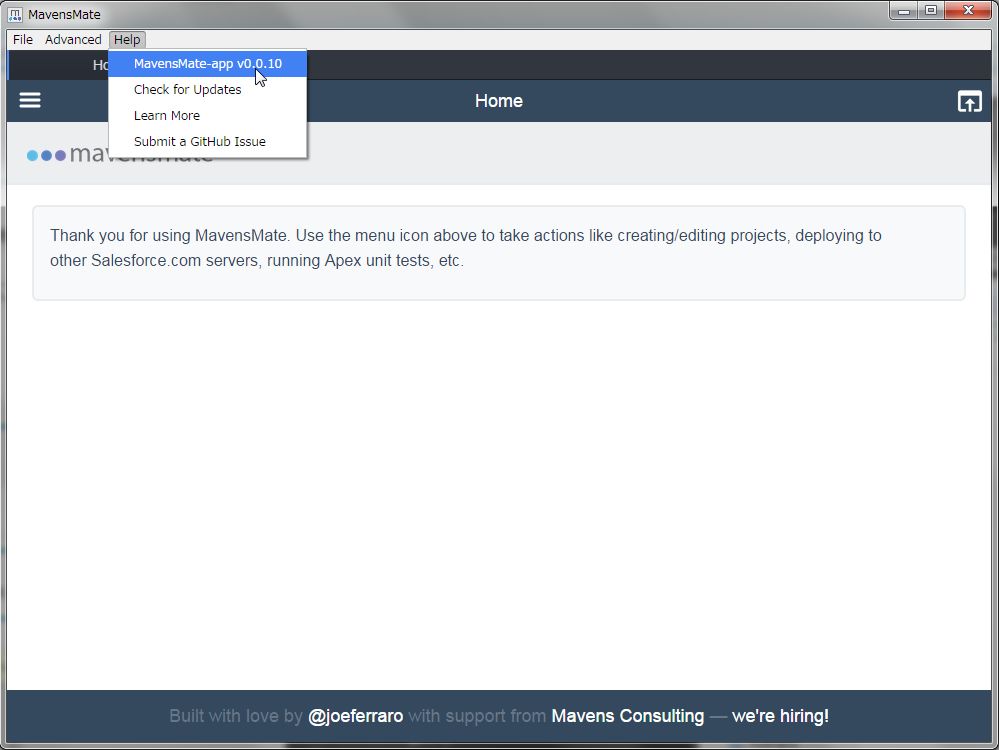 MavensMate
File Advanced Help
MavensMate-app v0.0.10
Check for Updates
Learn More
Submit a GitHub Issue
Home
Thank you for using MavensMate. Use the menu icon above to take actions like creating/editing projects, deploying to
other Salesforce.com servers, running Apex unit tests, etc.
Built with love by @joeferraro with support from Mavens Consulting — we're hiring!